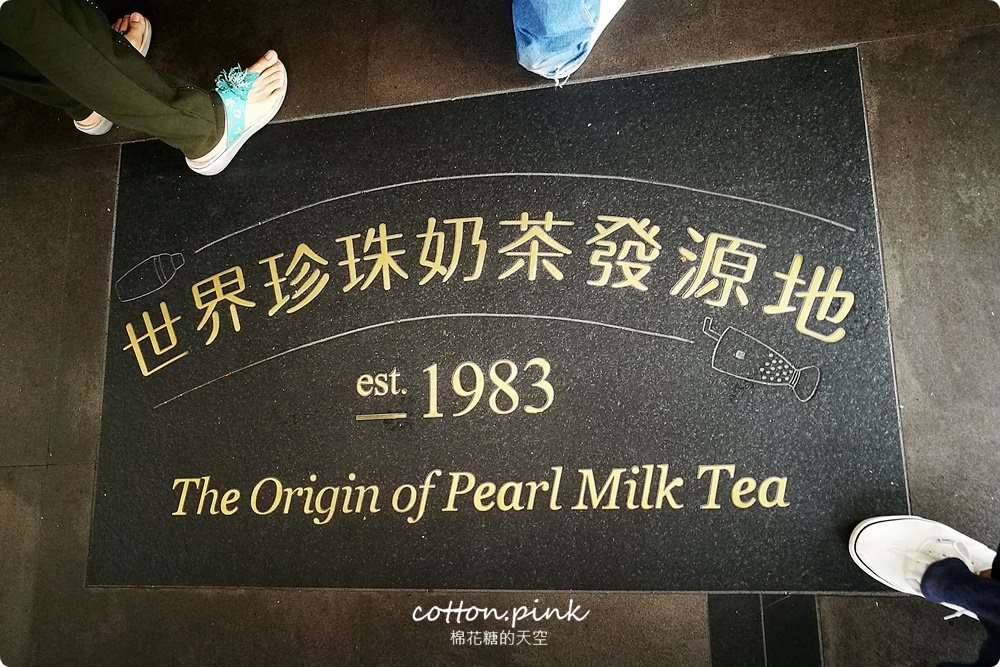 世界珍珠奶茶發源地
est. 1983
The Origin of Pearl Milk Tea
cotton.pink
棉花糖的天空